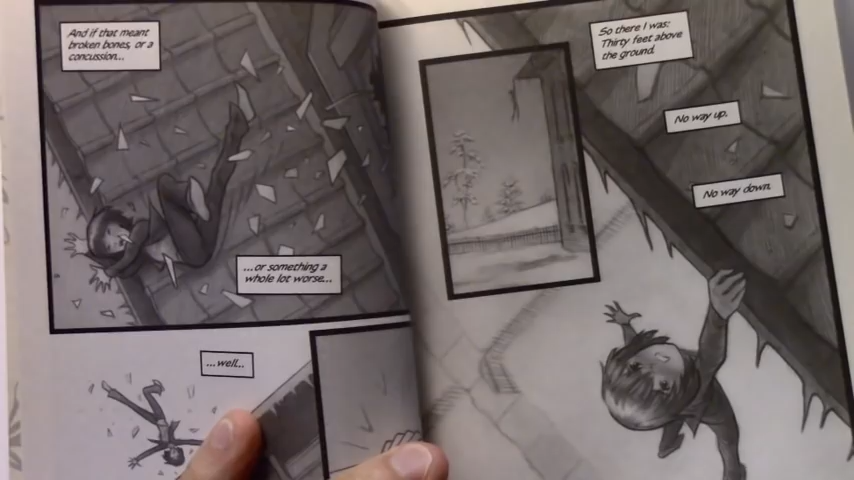 And if that meant
broken bones, or a
concussion...
...or something a
whole lot worse...
...well...
So there I was:
Thirty feet above
the ground.
No way up.
No way down.